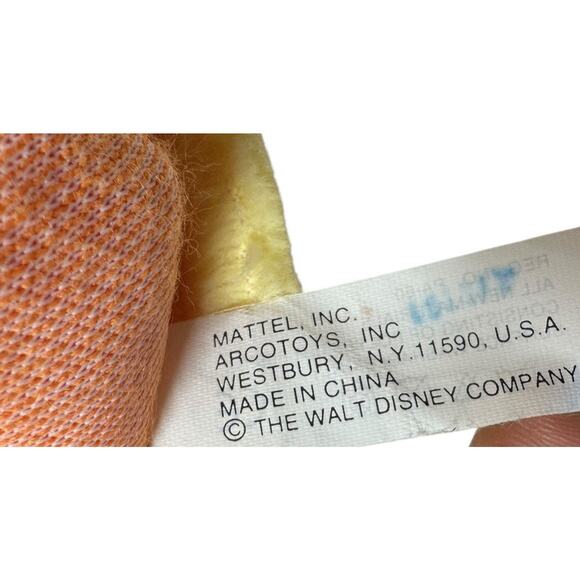 MATTEL, INC.
ARCOTOYS, INC
WESTBURY, N.Y. 11590, U.S.A.
MADE IN CHINA
© THE WALT DISNEY COMPANY